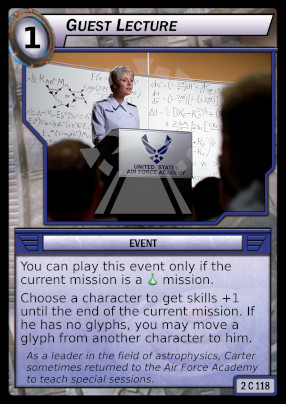 1
GUEST LECTURE
UNITED STATES
AIR FORCE ACADEMY
EVENT
You can play this event only if the
current mission is a mission.
Choose a character to get skills +1
until the end of the current mission. If
he has no glyphs, you may move a
glyph from another character to him.
As a leader in the field of astrophysics, Carter
sometimes returned to the Air Force Academy
to teach special sessions.
2 C 118